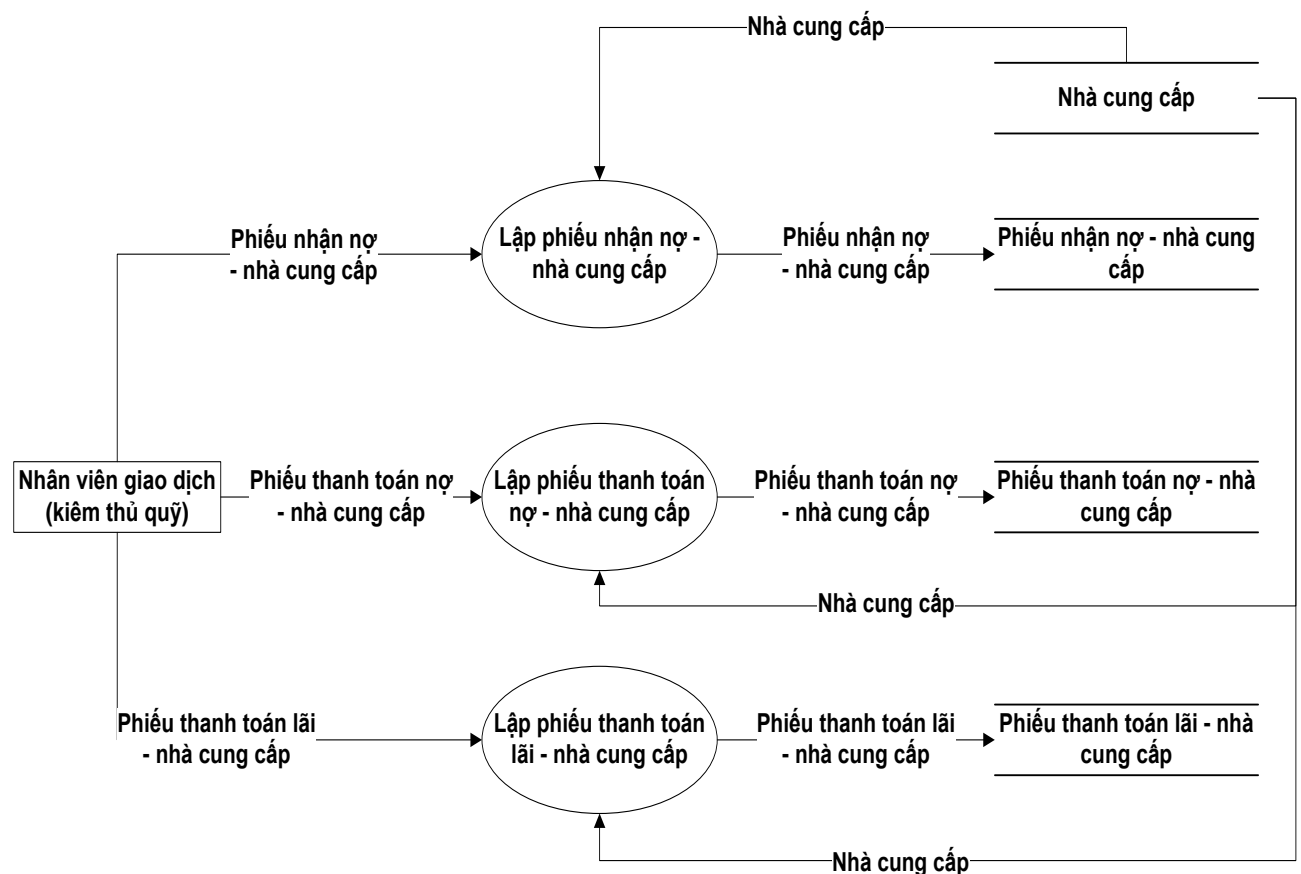 Nhà cung cấp
Nhà cung cấp
Phiếu nhận nợ
- nhà cung cấp
Lập phiếu nhận nợ -
nhà cung cấp
Phiếu nhận nợ
- nhà cung cấp
Phiếu nhận nợ - nhà cung
cấp
Nhân viên giao dịch
(kiêm thủ quỹ)
Phiếu thanh toán nợ
- nhà cung cấp
Lập phiếu thanh toán
nợ - nhà cung cấp
Phiếu thanh toán nợ
- nhà cung cấp
Phiếu thanh toán nợ - nhà
cung cấp
Nhà cung cấp
Phiếu thanh toán lãi
- nhà cung cấp
Lập phiếu thanh toán
lãi - nhà cung cấp
Phiếu thanh toán lãi
- nhà cung cấp
Phiếu thanh toán lãi - nhà
cung cấp
Nhà cung cấp